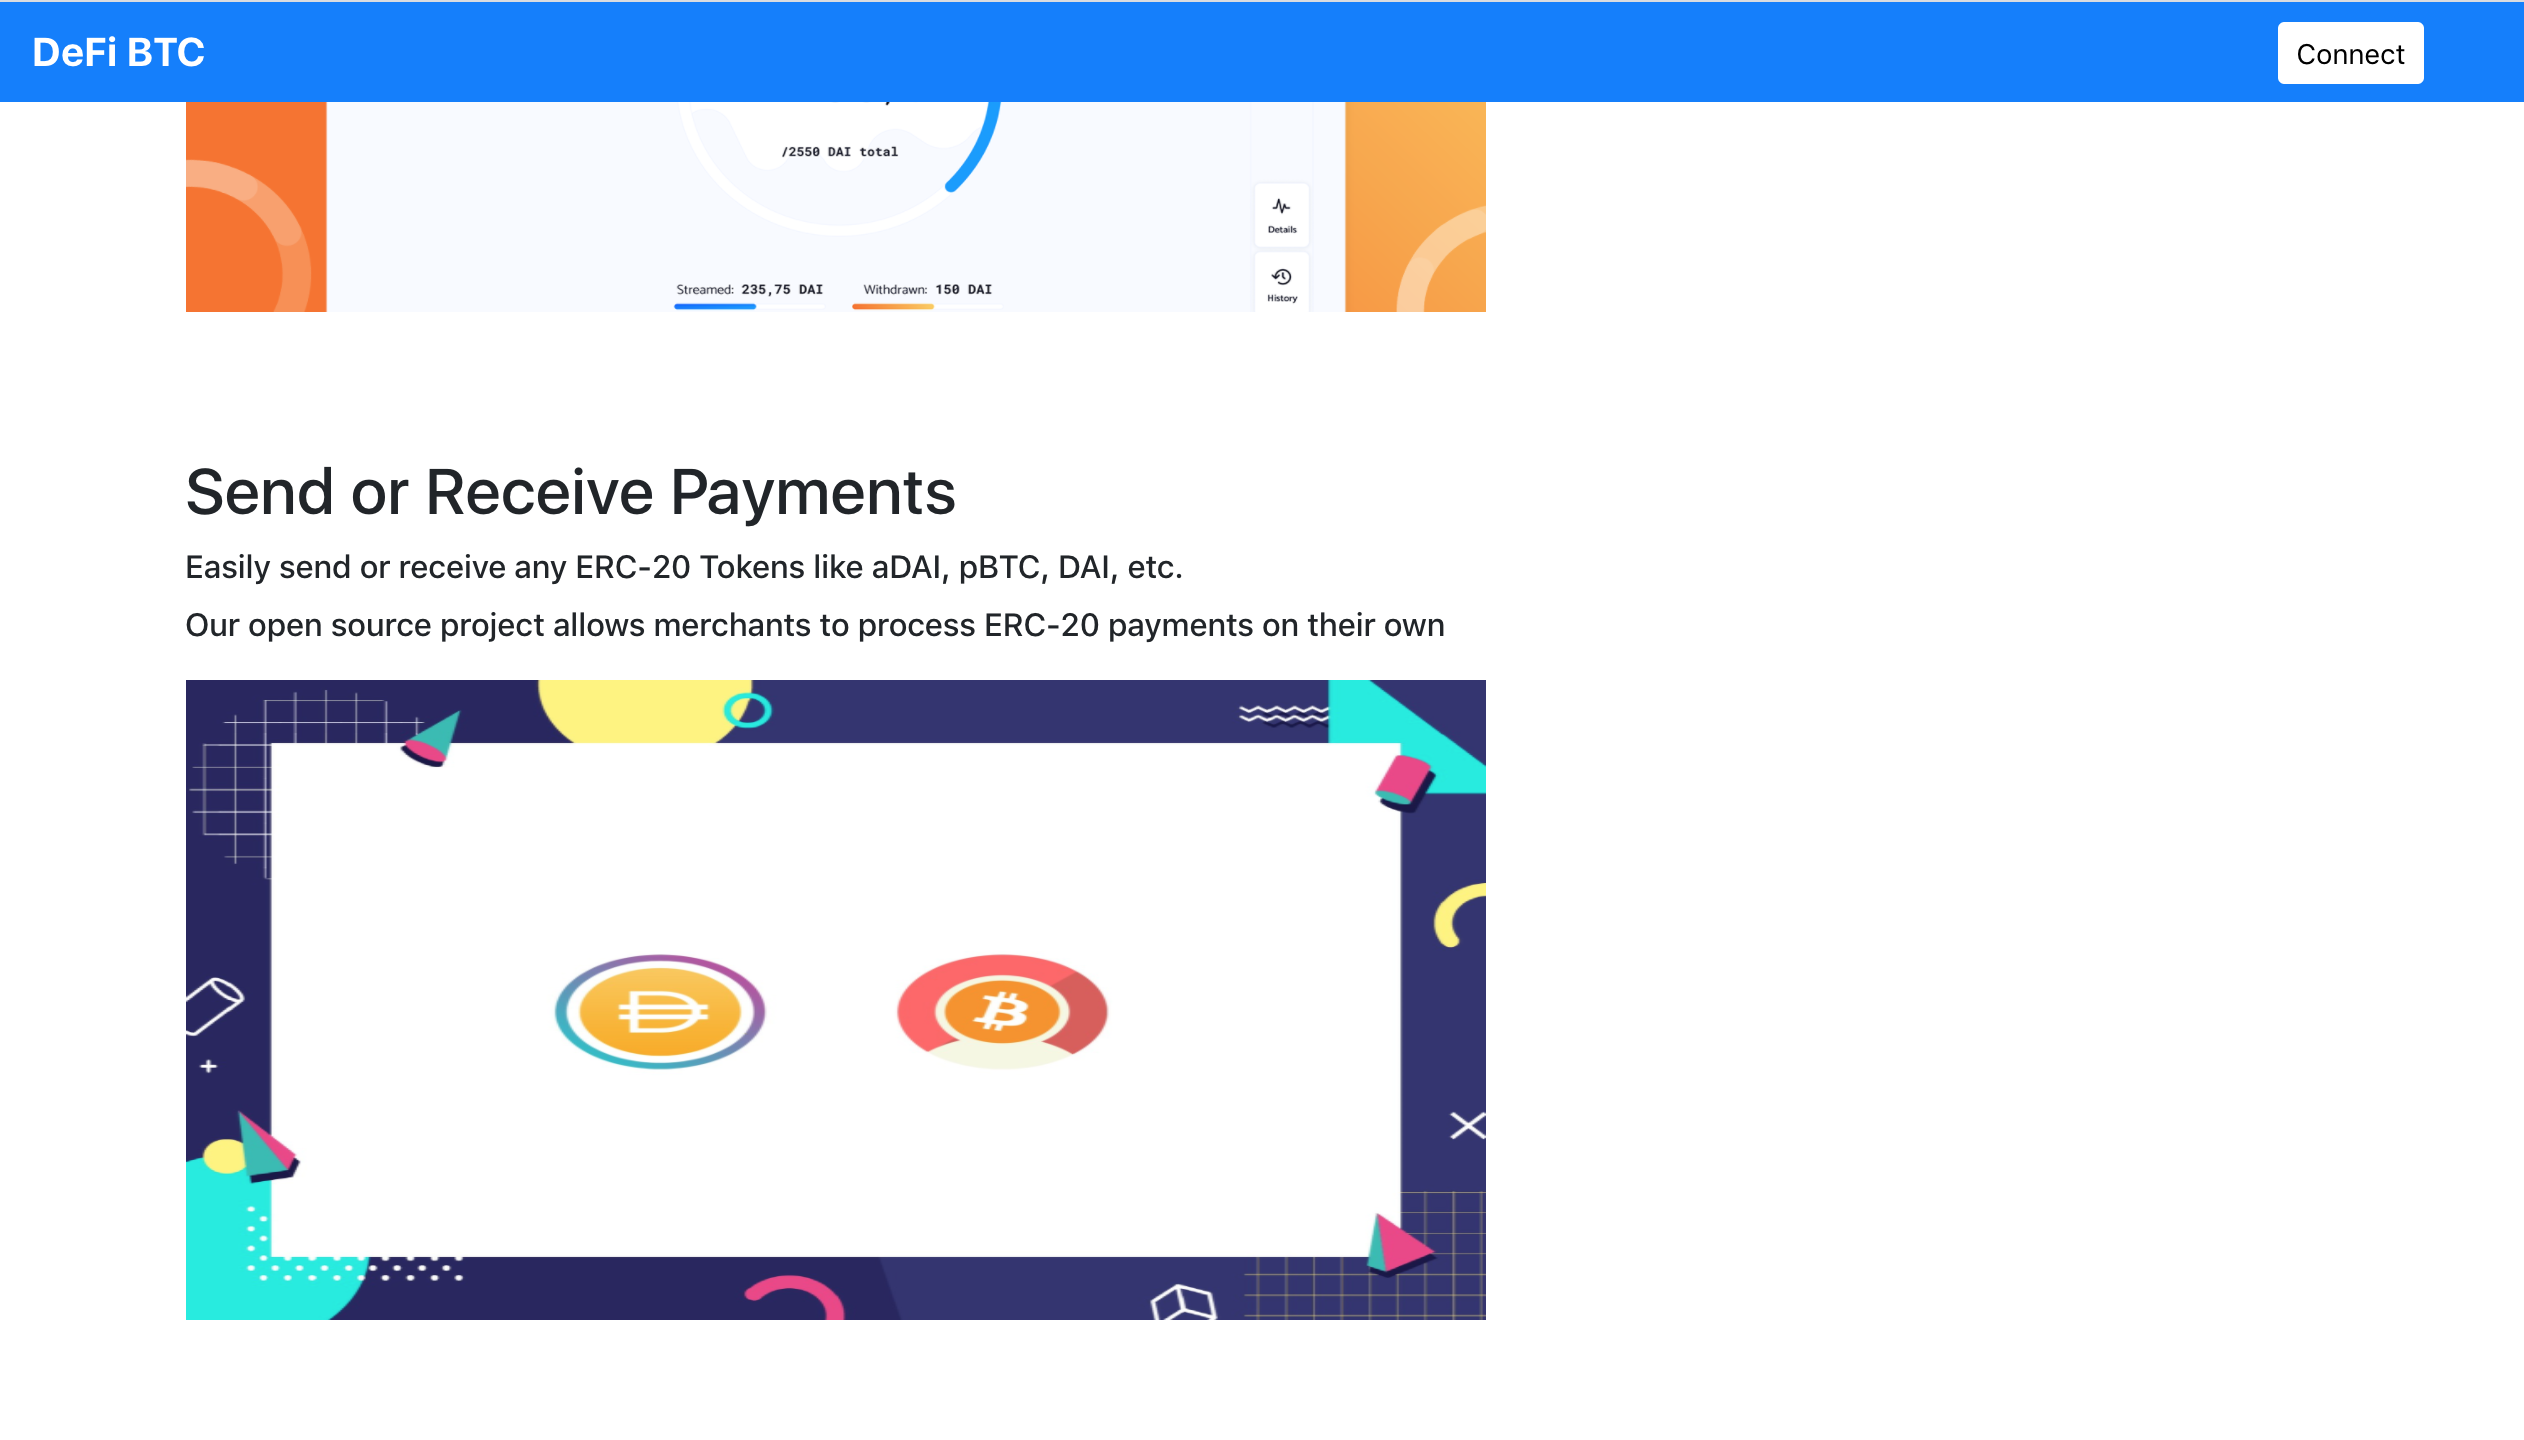 DeFi BTC
Connect
/2550 DAI total
Details
History
Streamed: 235,75 DAI
Withdrawn: 150 DAI
Send or Receive Payments
Easily send or receive any ERC-20 Tokens like aDAI, pBTC, DAI, etc.
Our open source project allows merchants to process ERC-20 payments on their own